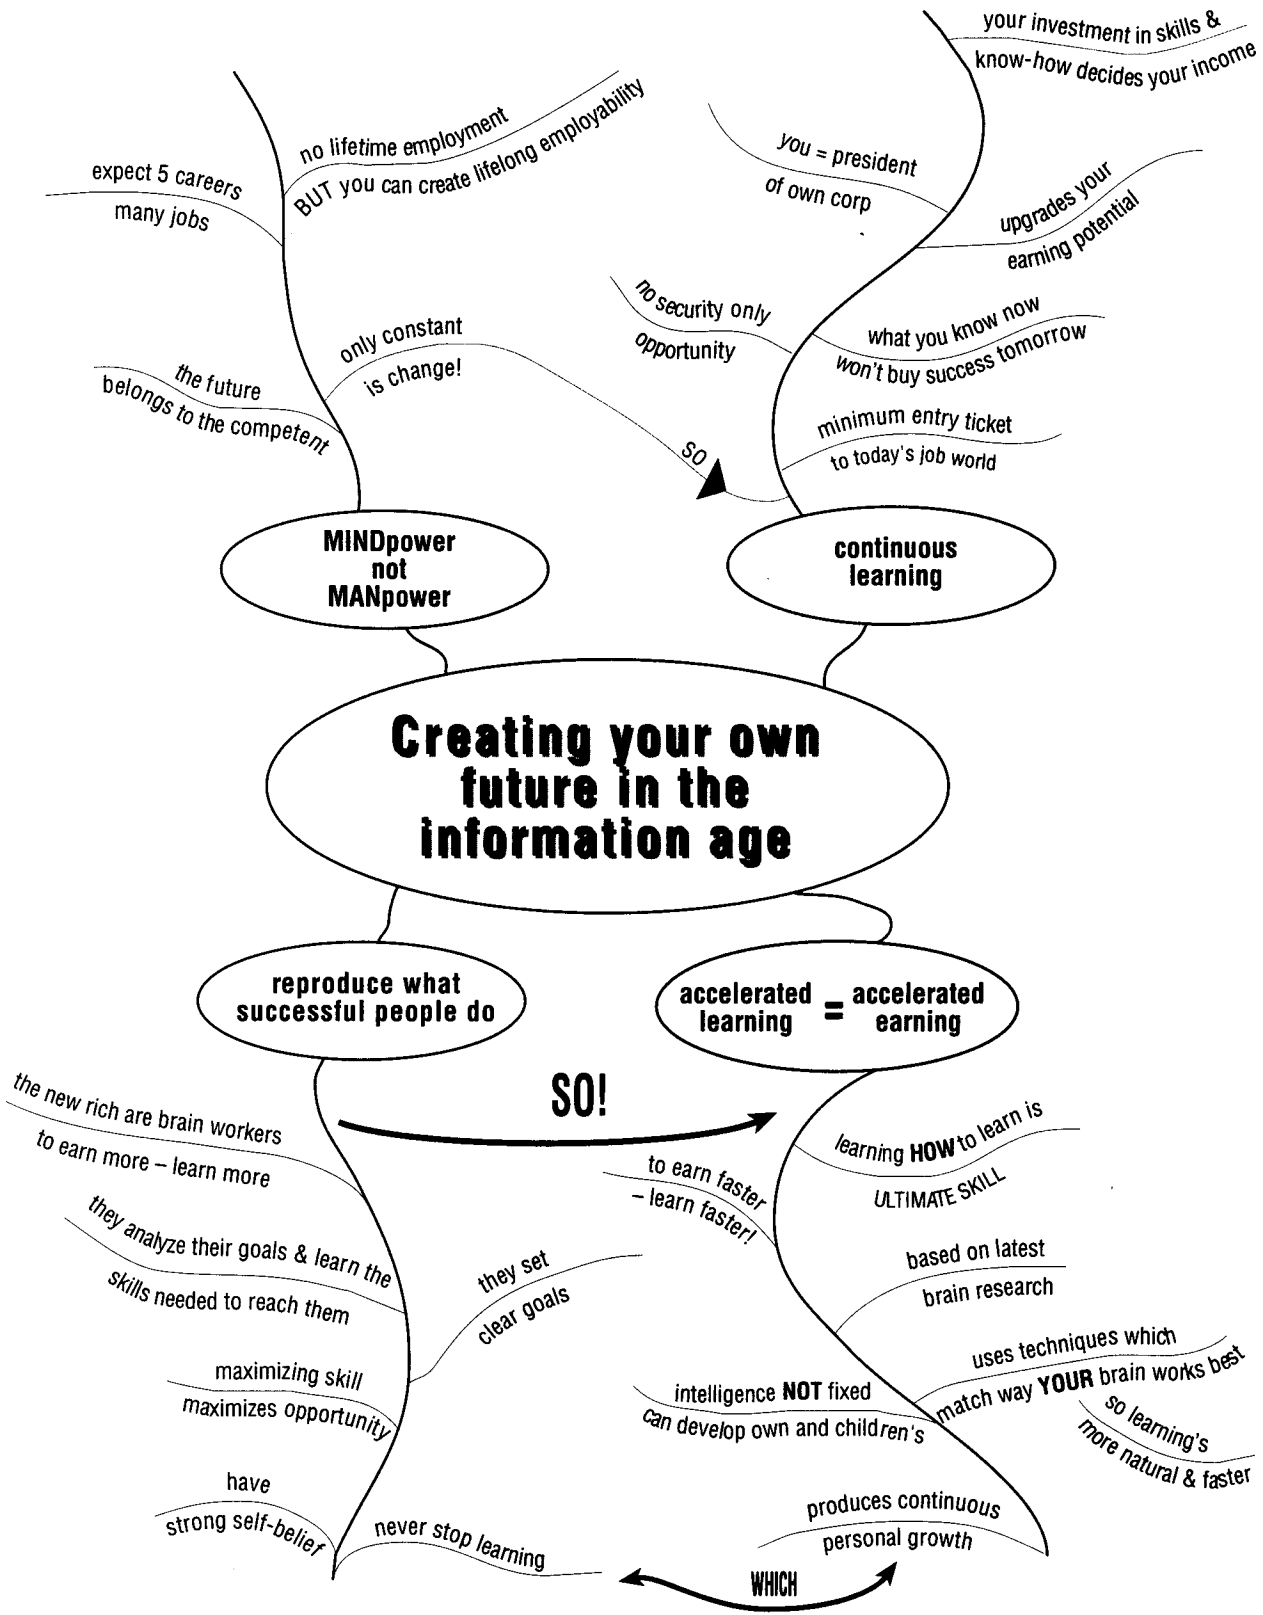 your investment in skills &
know-how decides your income
no lifetime employment
BUT you can create lifelong employability
expect 5 careers
many jobs
you = president
of own corp
upgrades your
earning potential
no security only
opportunity
what you know now
won't buy success tomorrow
only constant
is change!
the future
belongs to the competent
minimum entry ticket
to today's job world
SO
MINDpower
not
MANpower
continuous
learning
Creating your own
future in the
information age
reproduce what
successful people do
accelerated
learning
=
accelerated
earning
SO!
the new rich are brain workers
to earn more – learn more
they analyze their goals & learn the
skills needed to reach them
they set
clear goals
maximizing skill
maximizes opportunity
have
strong self-belief
never stop learning
learning HOW to learn is
ULTIMATE SKILL
to earn faster
– learn faster!
based on latest
brain research
uses techniques which
match way YOUR brain works best
so learning's
more natural & faster
intelligence NOT fixed
can develop own and children's
produces continuous
personal growth
WHICH